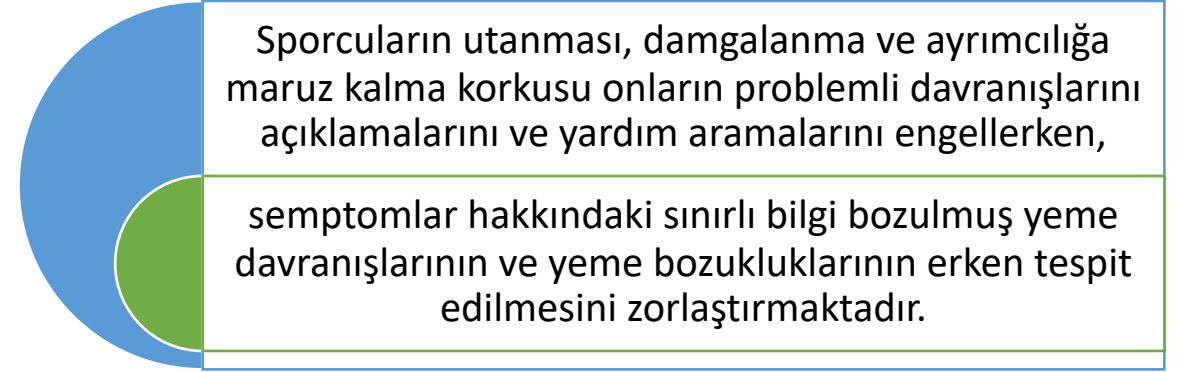 Sporcuların utanması, damgalanma ve ayrımcılığa
maruz kalma korkusu onların problemli davranışlarını
açıklamalarını ve yardım aramalarını engellerken,
semptomlar hakkındaki sınırlı bilgi bozulmuş yeme
davranışlarının ve yeme bozukluklarının erken tespit
edilmesini zorlaştırmaktadır.